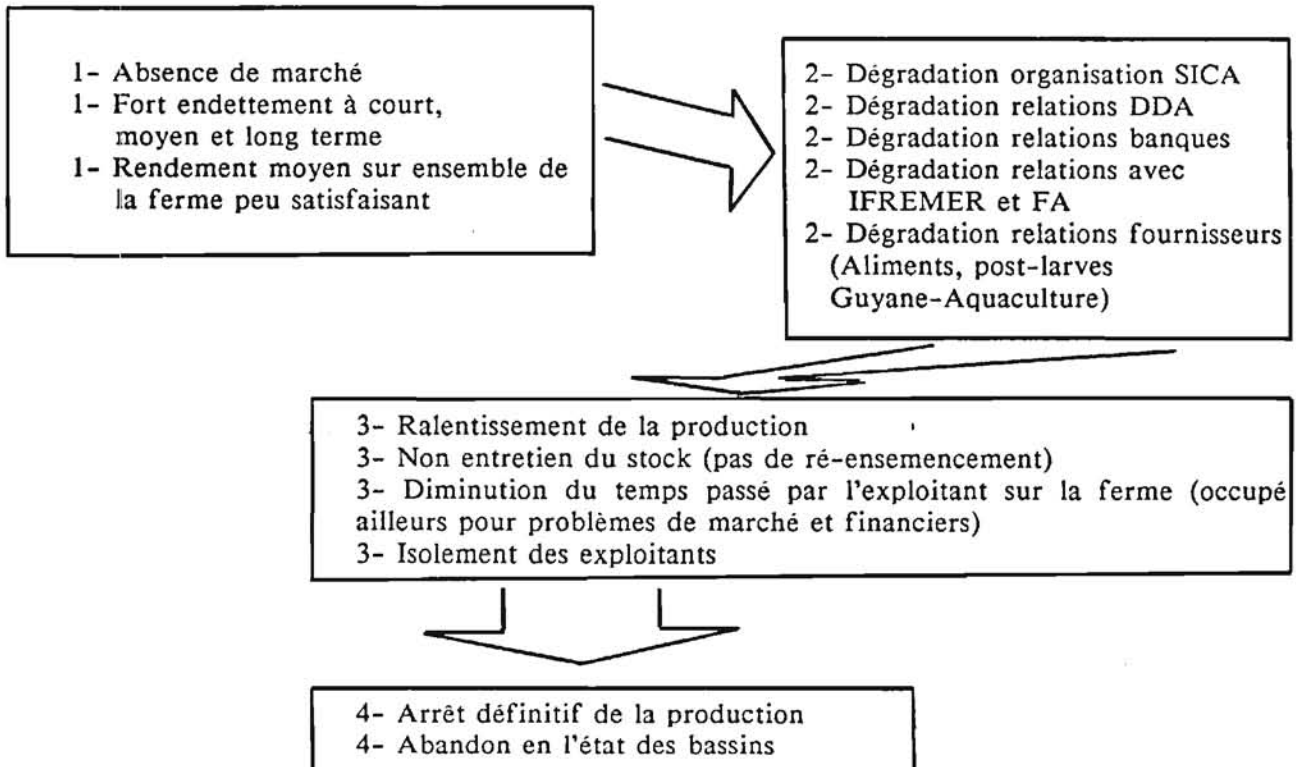 1- Absence de marché
1- Fort endettement à court,
moyen et long terme
1- Rendement moyen sur ensemble de
la ferme peu satisfaisant
2- Dégradation organisation SICA
2- Dégradation relations DDA
2- Dégradation relations banques
2- Dégradation relations avec
IFREMER et FA
2- Dégradation relations fournisseurs
(Aliments, post-larves
Guyane-Aquaculture)
3- Ralentissement de la production
3- Non entretien du stock (pas de ré-ensemencement)
3- Diminution du temps passé par l'exploitant sur la ferme (occupé
ailleurs pour problèmes de marché et financiers)
3- Isolement des exploitants
4- Arrêt définitif de la production
4- Abandon en l'état des bassins